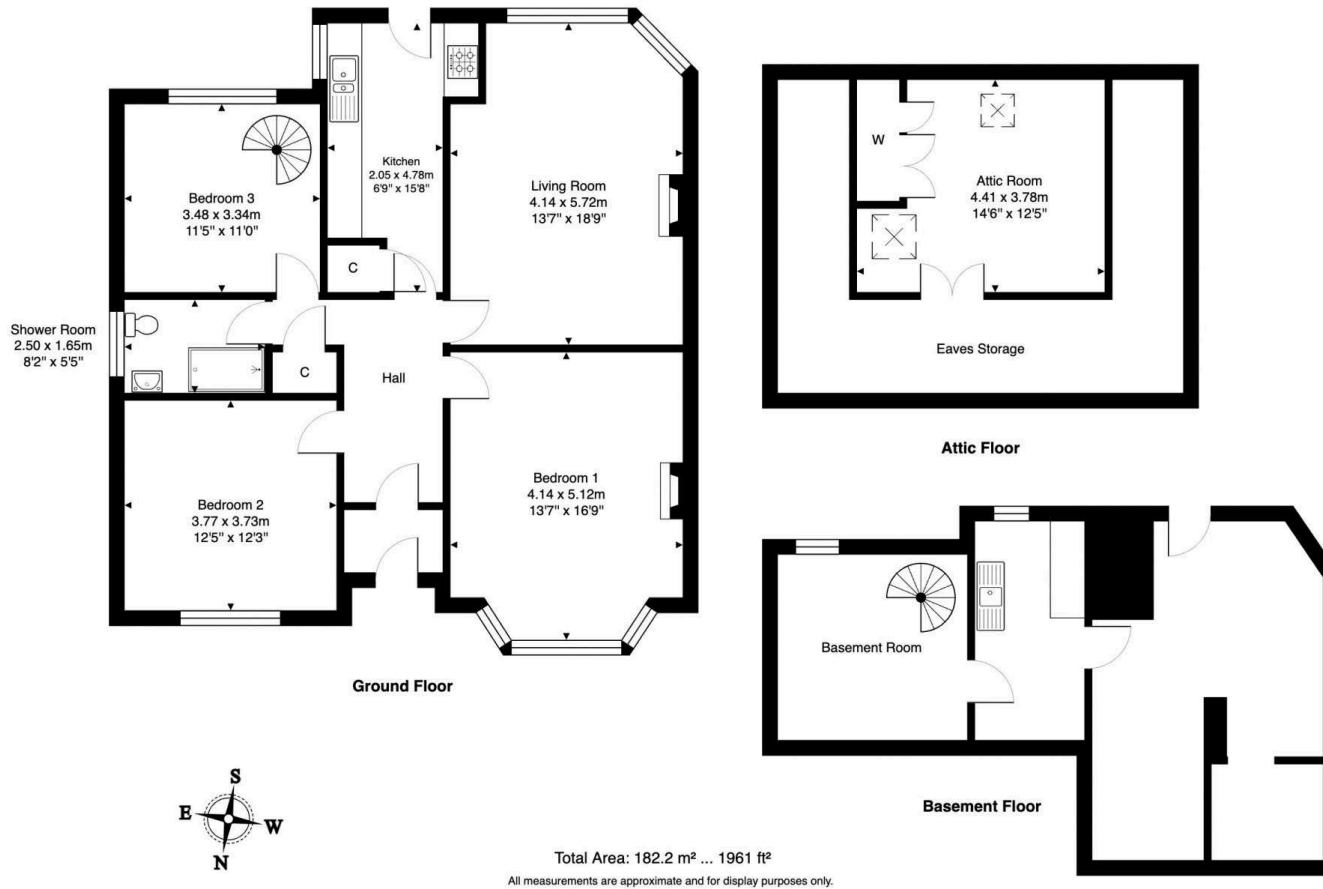 Kitchen
2.05 x 4.78m
6'9" x 15'8"
Bedroom 3
3.48 x 3.34m
11'5" x 11'0"
Living Room
4.14 x 5.72m
13'7" x 18'9"
C
Shower Room
2.50 x 1.65m
8'2" x 5'5"
C
Hall
Bedroom 2
3.77 x 3.73m
12'5" x 12'3"
Bedroom 1
4.14 x 5.12m
13'7" x 16'9"
Ground Floor
W
Attic Room
4.41 x 3.78m
14'6" x 12'5"
Eaves Storage
Attic Floor
Basement Room
Basement Floor
S
E
W
N
Total Area: 182.2 m² ... 1961 ft²
All measurements are approximate and for display purposes only.